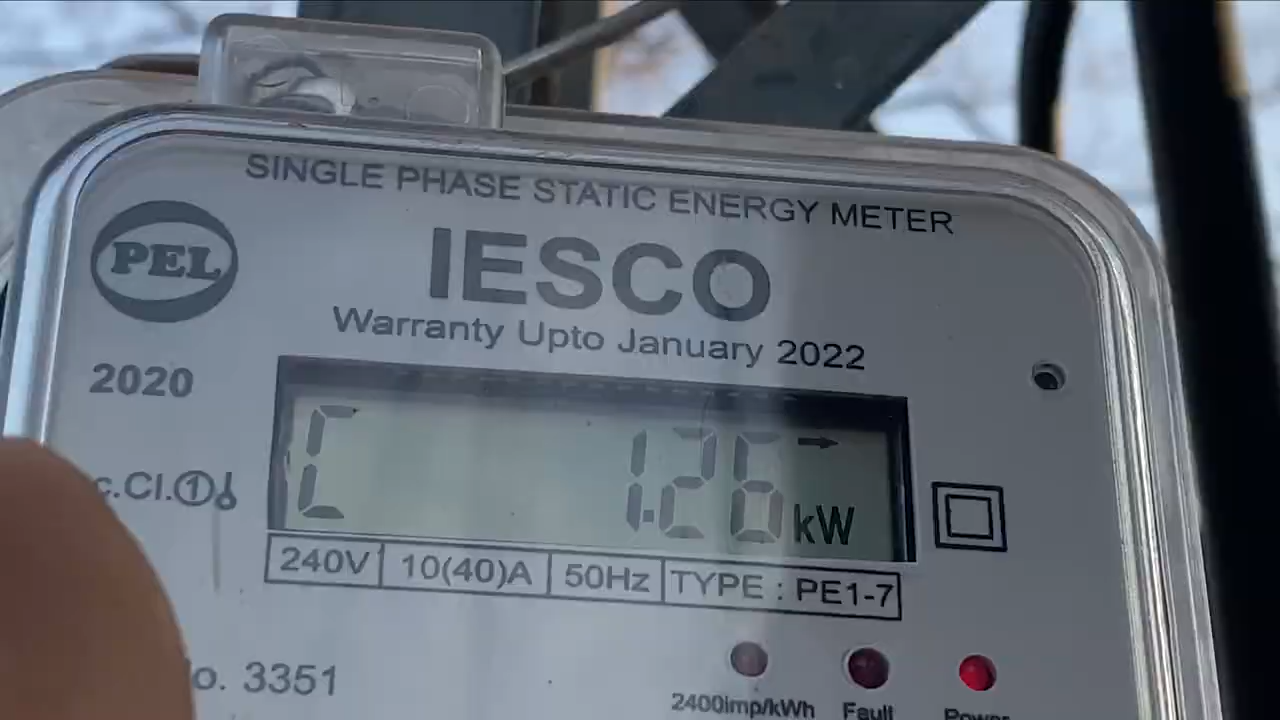 SINGLE PHASE STATIC ENERGY METER
PEL
IESCO
Warranty Upto January 2022
2020
C 1.26 kW
c.Cl.①
240V 10(40)A 50Hz TYPE : PE1-7
o. 3351
2400imp/kWh Fault Power